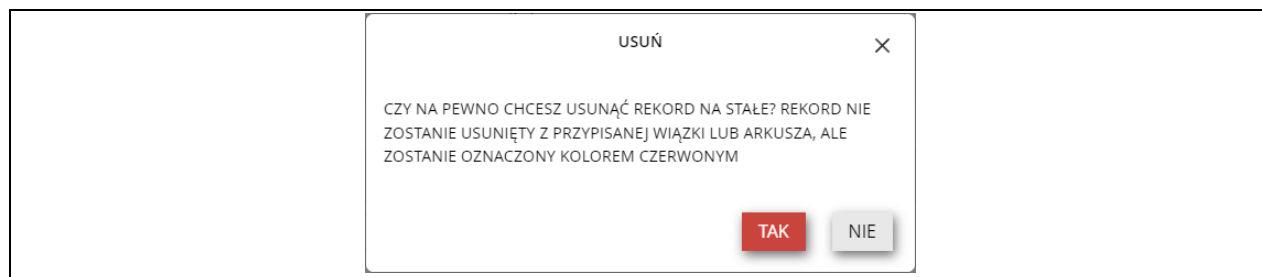 USUŃ
CZY NA PEWNO CHCESZ USUNĄĆ REKORD NA STAŁE? REKORD NIE
ZOSTANIE USUNIĘTY Z PRZYPISANEJ WIĄZKI LUB ARKUSZA, ALE
ZOSTANIE OZNACZONY KOLOREM CZERWONYM
TAK NIE